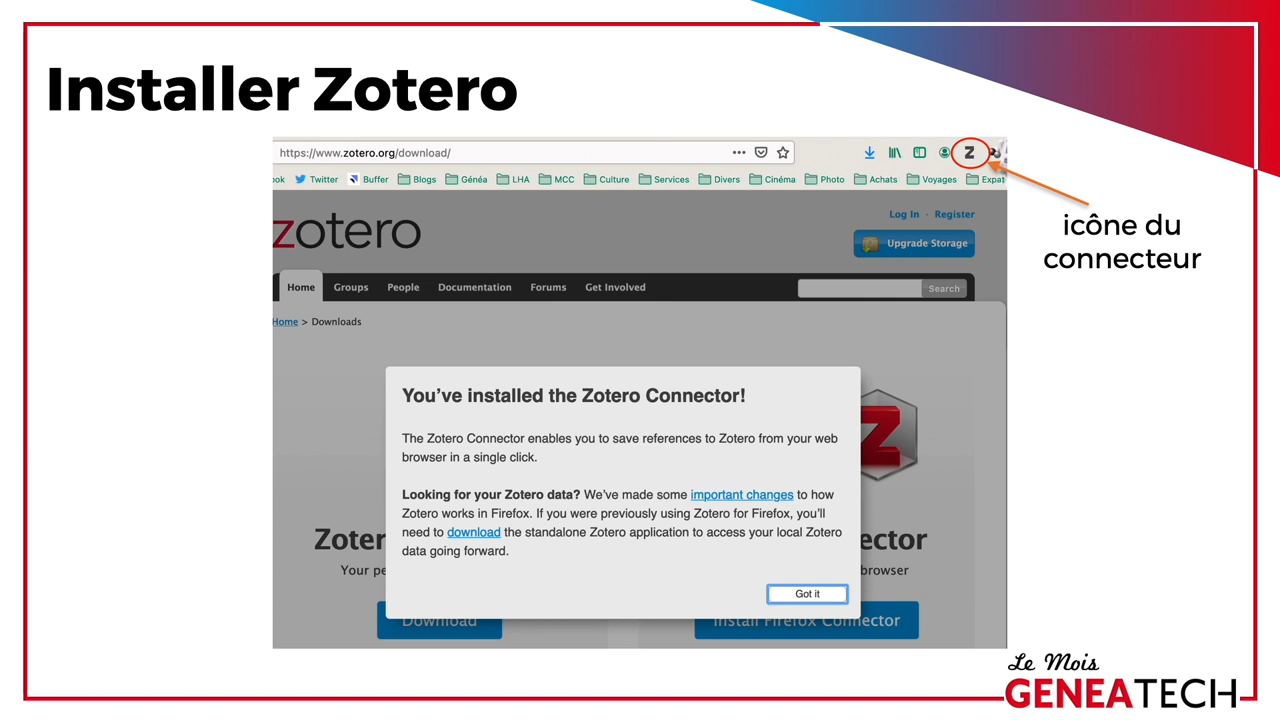 Installer Zotero
https://www.zotero.org/download/
Z
ok Twitter Buffer Blogs Généa LHA MCC Culture Services Divers Cinéma Photo Achats Voyages Expat
icône du
connecteur
zotero
Log In · Register
Upgrade Storage
Home Groups People Documentation Forums Get Involved
Search
Home > Downloads
You've installed the Zotero Connector!
The Zotero Connector enables you to save references to Zotero from your web
browser in a single click.
Looking for your Zotero data? We've made some important changes to how
Zotero works in Firefox. If you were previously using Zotero for Firefox, you'll
need to download the standalone Zotero application to access your local Zotero
data going forward.
Got it
Z
Zoter
ector
Your pe
browser
Download
Install Firefox Connector
Le Mois
GENEATECH